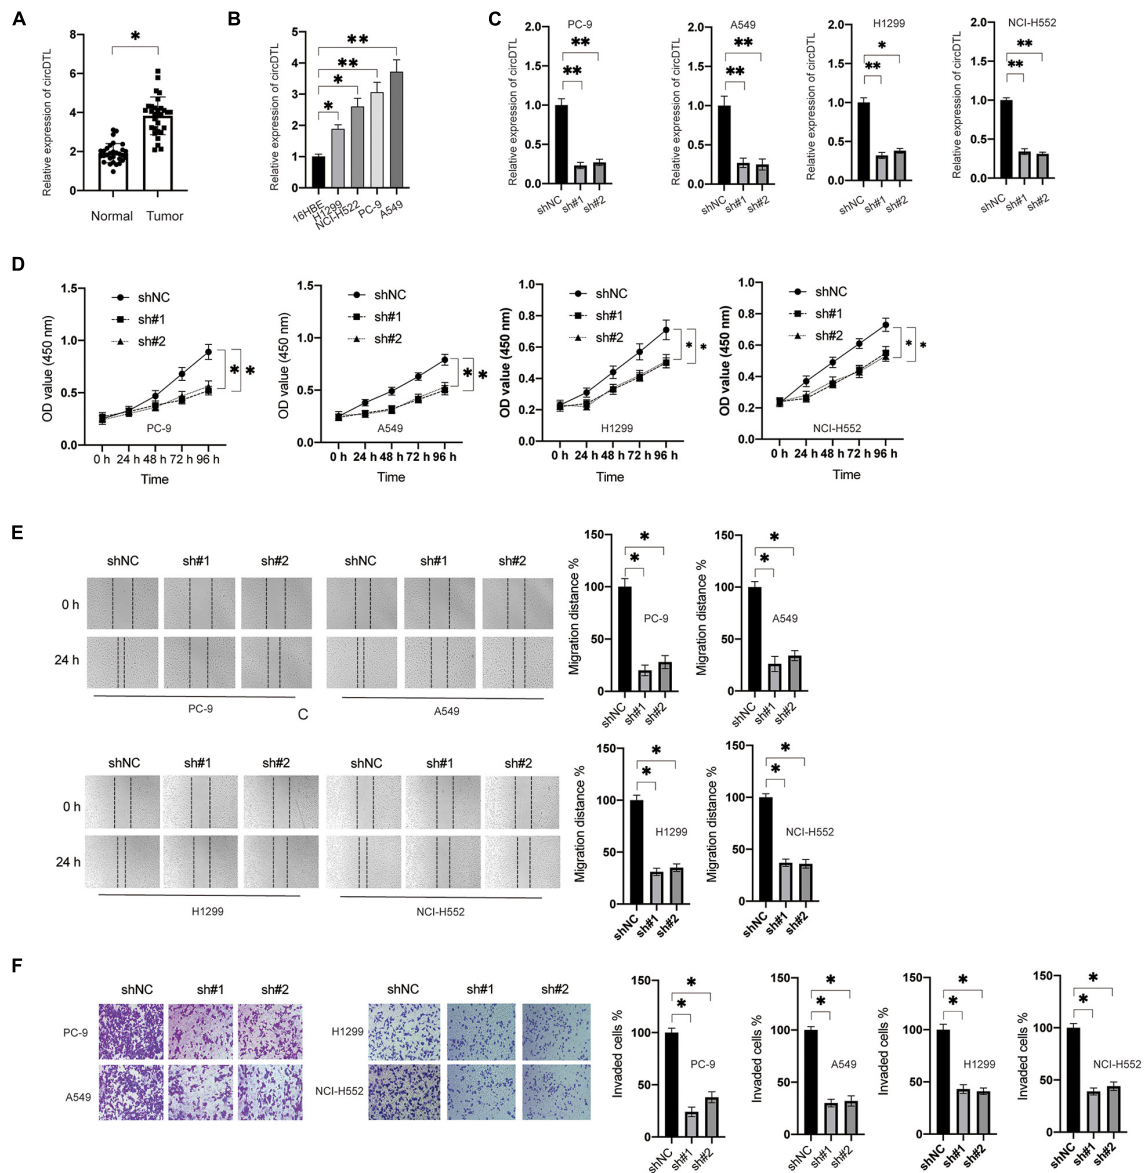 A
Relative expression of circDTL
8
6
4
2
0
*
Normal Tumor
B
Relative expression of circDTL
5
4
3
2
1
0
**
**
*
*
16HBE
H1299
NCI-H522
PC-9
A549
C
PC-9
Relative expression of circDTL
2.0
1.5
1.0
0.5
0.0
**
**
shNC sh#1 sh#2
A549
Relative expression of circDTL
2.0
1.5
1.0
0.5
0.0
**
**
shNC sh#1 sh#2
H1299
Relative expression of circDTL
2.0
1.5
1.0
0.5
0.0
*
**
shNC sh#1 sh#2
NCI-H552
Relative expression of circDTL
2.0
1.5
1.0
0.5
0.0
**
**
shNC sh#1 sh#2
D
OD value (450 nm)
1.5
1.0
0.5
0.0
shNC
sh#1
sh#2
* *
PC-9
0 h 24 h 48 h 72 h 96 h
Time
OD value (450 nm)
1.5
1.0
0.5
0.0
shNC
sh#1
sh#2
* *
A549
0 h 24 h 48 h 72 h 96 h
Time
OD value (450 nm)
1.0
0.8
0.6
0.4
0.2
0.0
shNC
sh#1
sh#2
* *
H1299
0 h 24 h 48 h 72 h 96 h
Time
OD value (450 nm)
1.0
0.8
0.6
0.4
0.2
0.0
shNC
sh#1
sh#2
* *
NCI-H552
0 h 24 h 48 h 72 h 96 h
Time
E
shNC sh#1 sh#2 shNC sh#1 sh#2
0 h
24 h
PC-9 A549
C
Migration distance %
150
100
50
0
*
*
PC-9
shNC sh#1 sh#2
Migration distance %
150
100
50
0
*
*
A549
shNC sh#1 sh#2
shNC sh#1 sh#2 shNC sh#1 sh#2
0 h
24 h
H1299 NCI-H552
Migration distance %
150
100
50
0
*
*
H1299
shNC sh#1 sh#2
Migration distance %
150
100
50
0
*
*
NCI-H552
shNC sh#1 sh#2
F
shNC sh#1 sh#2
PC-9
A549
shNC sh#1 sh#2
H1299
NCI-H552
Invaded cells %
150
100
50
0
*
*
PC-9
shNC sh#1 sh#2
Invaded cells %
150
100
50
0
*
*
A549
shNC sh#1 sh#2
Invaded cells %
150
100
50
0
*
*
H1299
shNC sh#1 sh#2
Invaded cells %
150
100
50
0
*
*
NCI-H552
shNC sh#1 sh#2